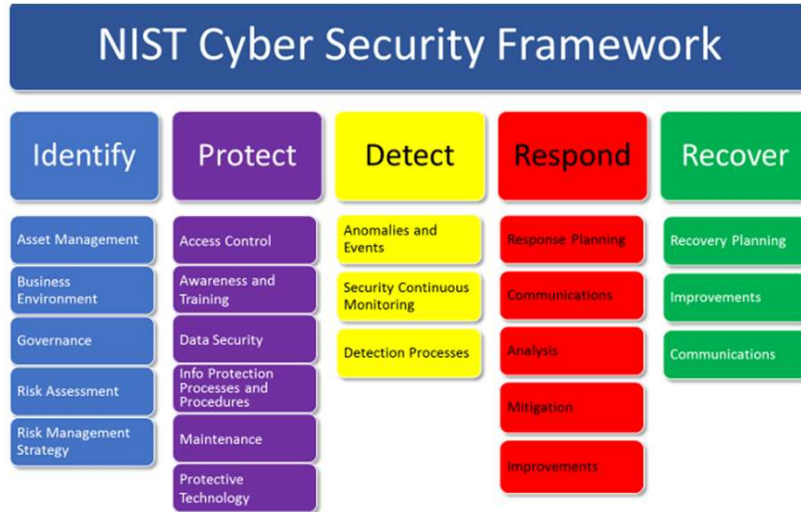 NIST Cyber Security Framework
Identify
Asset Management
Business
Environment
Governance
Risk Assessment
Risk Management
Strategy
Protect
Access Control
Awareness and
Training
Data Security
Info Protection
Processes and
Procedures
Maintenance
Protective
Technology
Detect
Anomalies and
Events
Security Continuous
Monitoring
Detection Processes
Respond
Response Planning
Communications
Analysis
Mitigation
Improvements
Recover
Recovery Planning
Improvements
Communications